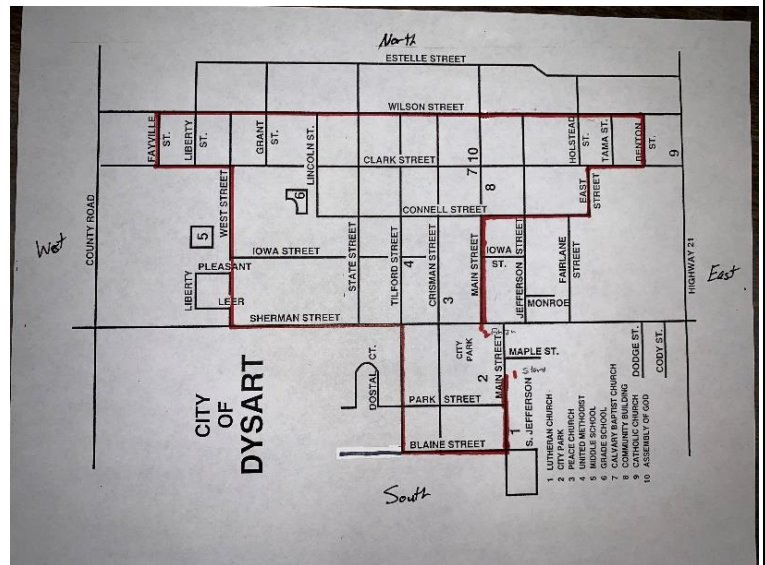 North
ESTELLE STREET
WILSON STREET
FAYVILLE
ST.
LIBERTY
ST.
GRANT
ST.
LINCOLN ST.
CLARK STREET
7 10
HOLSTEAD
ST.
TAMA ST.
BENTON
ST.
9
8
6
EAST
STREET
CONNELL STREET
WEST STREET
5
West
COUNTY ROAD
IOWA STREET
STATE STREET
TILFORD STREET
4
CRISMAN STREET
3
MAIN STREET
IOWA
ST.
JEFFERSON STREET
FAIRLANE
STREET
HIGHWAY 21
East
PLEASANT
LIBERTY
LEER
MONROE
SHERMAN STREET
CITY
PARK
MAIN STREET
MAPLE ST.
DODGE ST.
CODY ST.
DOSTAL CT.
2
PARK STREET
S. JEFFERSON
1
BLAINE STREET
CITY
OF
DYSART
South
1 LUTHERAN CHURCH
2 CITY PARK
3 PEACE CHURCH
4 UNITED METHODIST
5 MIDDLE SCHOOL
6 GRADE SCHOOL
7 CALVARY BAPTIST CHURCH
8 COMMUNITY BUILDING
9 CATHOLIC CHURCH
10 ASSEMBLY OF GOD